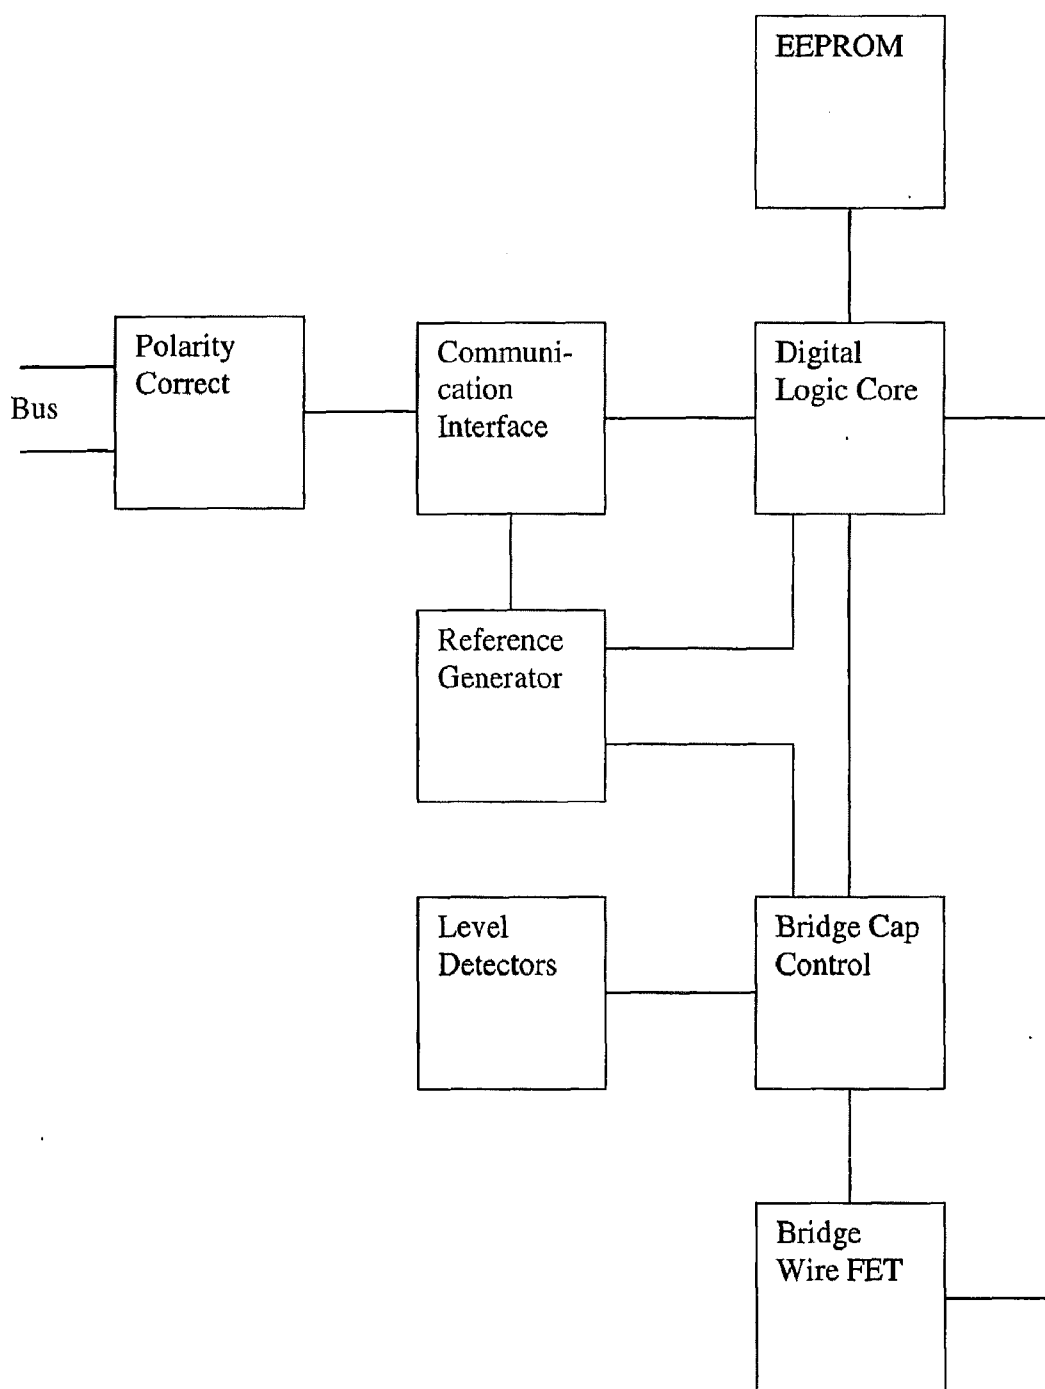 EEPROM
Polarity
Correct
Communi-
cation
Interface
Digital
Logic Core
Bus
Reference
Generator
Level
Detectors
Bridge Cap
Control
Bridge
Wire FET